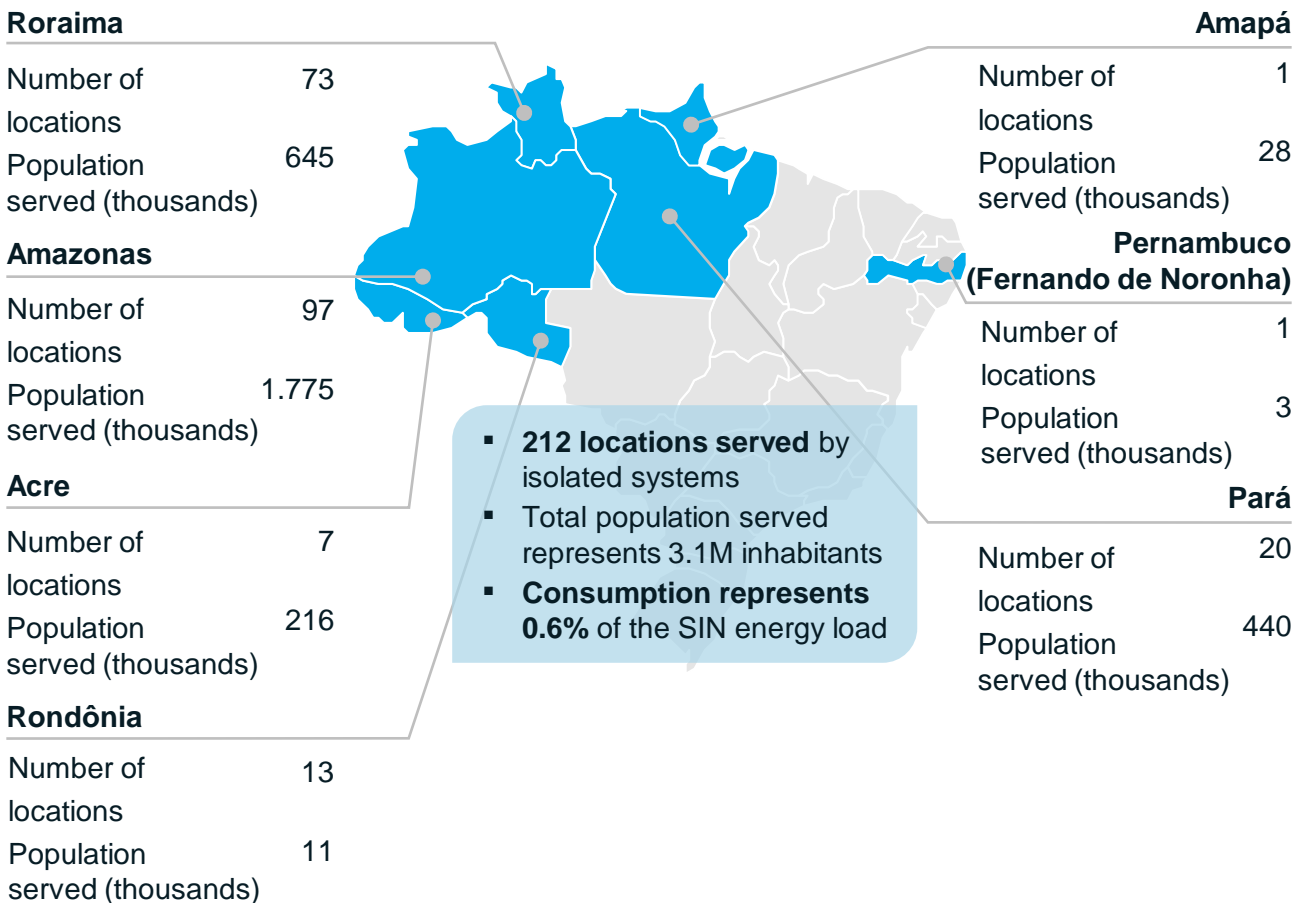 Roraima
Number of 73
locations
Population 645
served (thousands)
Amazonas
Number of 97
locations
Population 1.775
served (thousands)
Acre
Number of 7
locations
Population 216
served (thousands)
Rondônia
Number of 13
locations
Population 11
served (thousands)
▪ 212 locations served by
isolated systems
▪ Total population served
represents 3.1M inhabitants
▪ Consumption represents
0.6% of the SIN energy load
Amapá
Number of 1
locations
Population 28
served (thousands)
Pernambuco
(Fernando de Noronha)
Number of 1
locations
Population 3
served (thousands)
Pará
Number of 20
locations
Population 440
served (thousands)